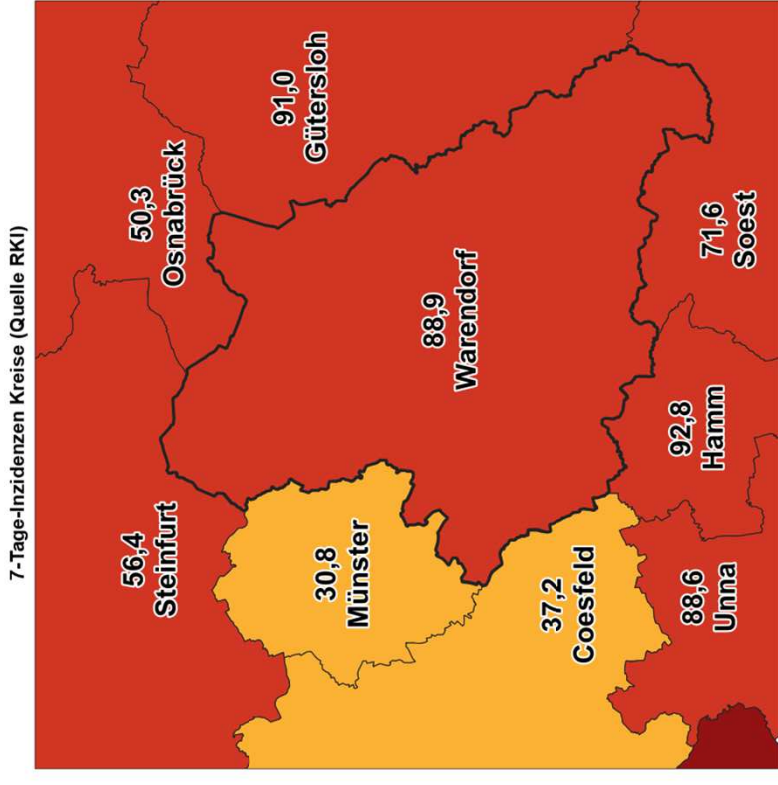 7-Tage-Inzidenzen Kreise (Quelle RKI)
56,4
Steinfurt
50,3
Osnabrück
91,0
Gütersloh
30,8
Münster
88,9
Warendorf
37,2
Coesfeld
88,6
Unna
92,8
Hamm
71,6
Soest